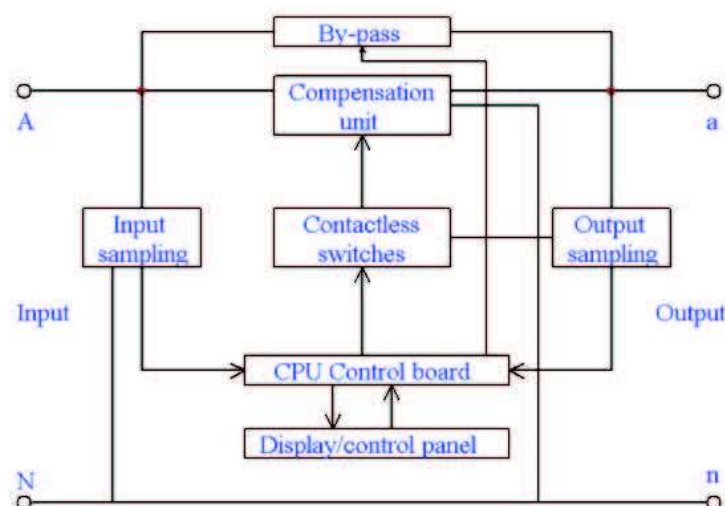 By-pass
Compensation
unit
A
a
Input
sampling
Contactless
switches
Output
sampling
Input
Output
CPU Control board
Display/control panel
N
n